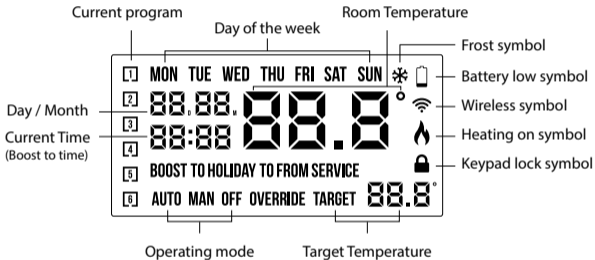 Current program
Day of the week
Room Temperature
Frost symbol
1 MON TUE WED THU FRI SAT SUN
Battery low symbol
2 88.88. 88.8°
D M
Day / Month
Wireless symbol
3
Current Time
(Boost to time)
88:88
Heating on symbol
4
Keypad lock symbol
5 BOOST TO HOLIDAY TO FROM SERVICE
6 AUTO MAN OFF OVERRIDE TARGET 88.8°
Operating mode
Target Temperature